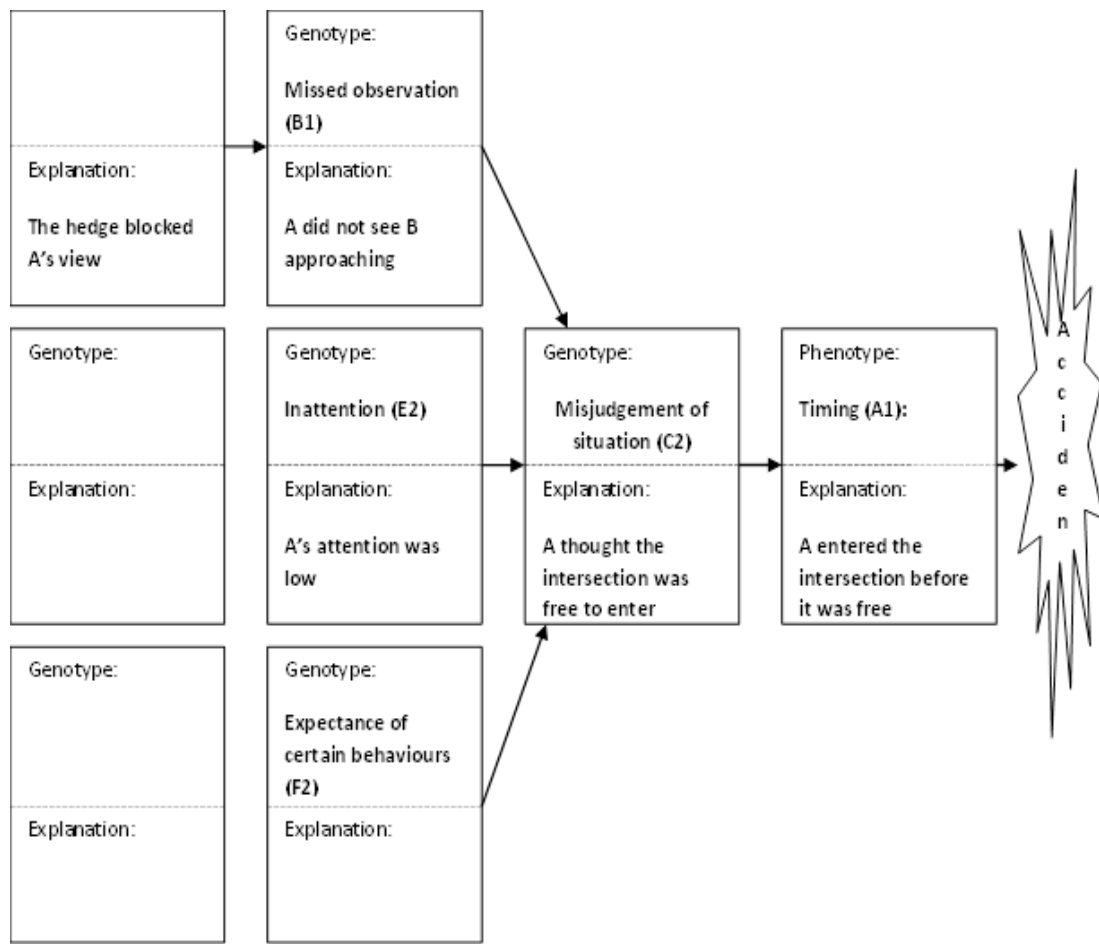 Explanation:
The hedge blocked
A's view
Genotype:
Missed observation
(B1)
Explanation:
A did not see B
approaching
Genotype:
Explanation:
Genotype:
Inattention (E2)
Explanation:
A's attention was
low
Genotype:
Misjudgement of
situation (C2)
Explanation:
A thought the
intersection was
free to enter
Phenotype:
Timing (A1):
Explanation:
A entered the
intersection before
it was free
Genotype:
Explanation:
Genotype:
Expectance of
certain behaviours
(F2)
Explanation:
A
c
c
i
d
e
n